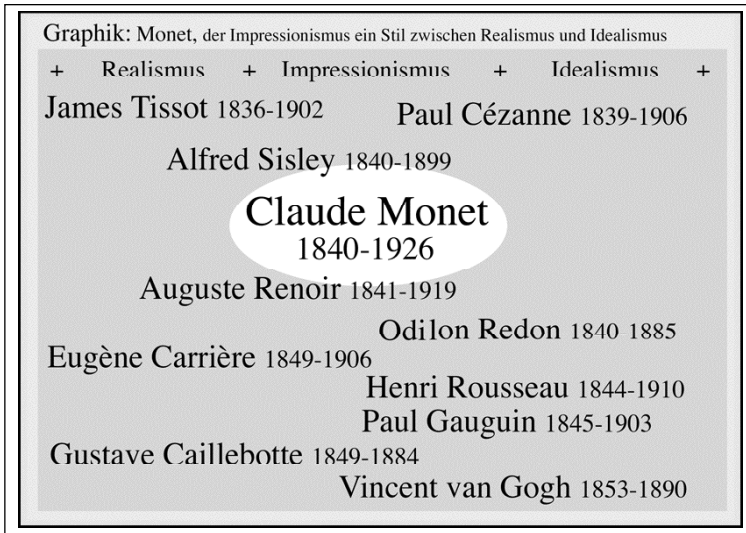 Graphik: Monet, der Impressionismus ein Stil zwischen Realismus und Idealismus
+ Realismus + Impressionismus + Idealismus +
James Tissot 1836-1902
Paul Cézanne 1839-1906
Alfred Sisley 1840-1899
Claude Monet
1840-1926
Auguste Renoir 1841-1919
Odilon Redon 1840 1885
Eugène Carrière 1849-1906
Henri Rousseau 1844-1910
Paul Gauguin 1845-1903
Gustave Caillebotte 1849-1884
Vincent van Gogh 1853-1890